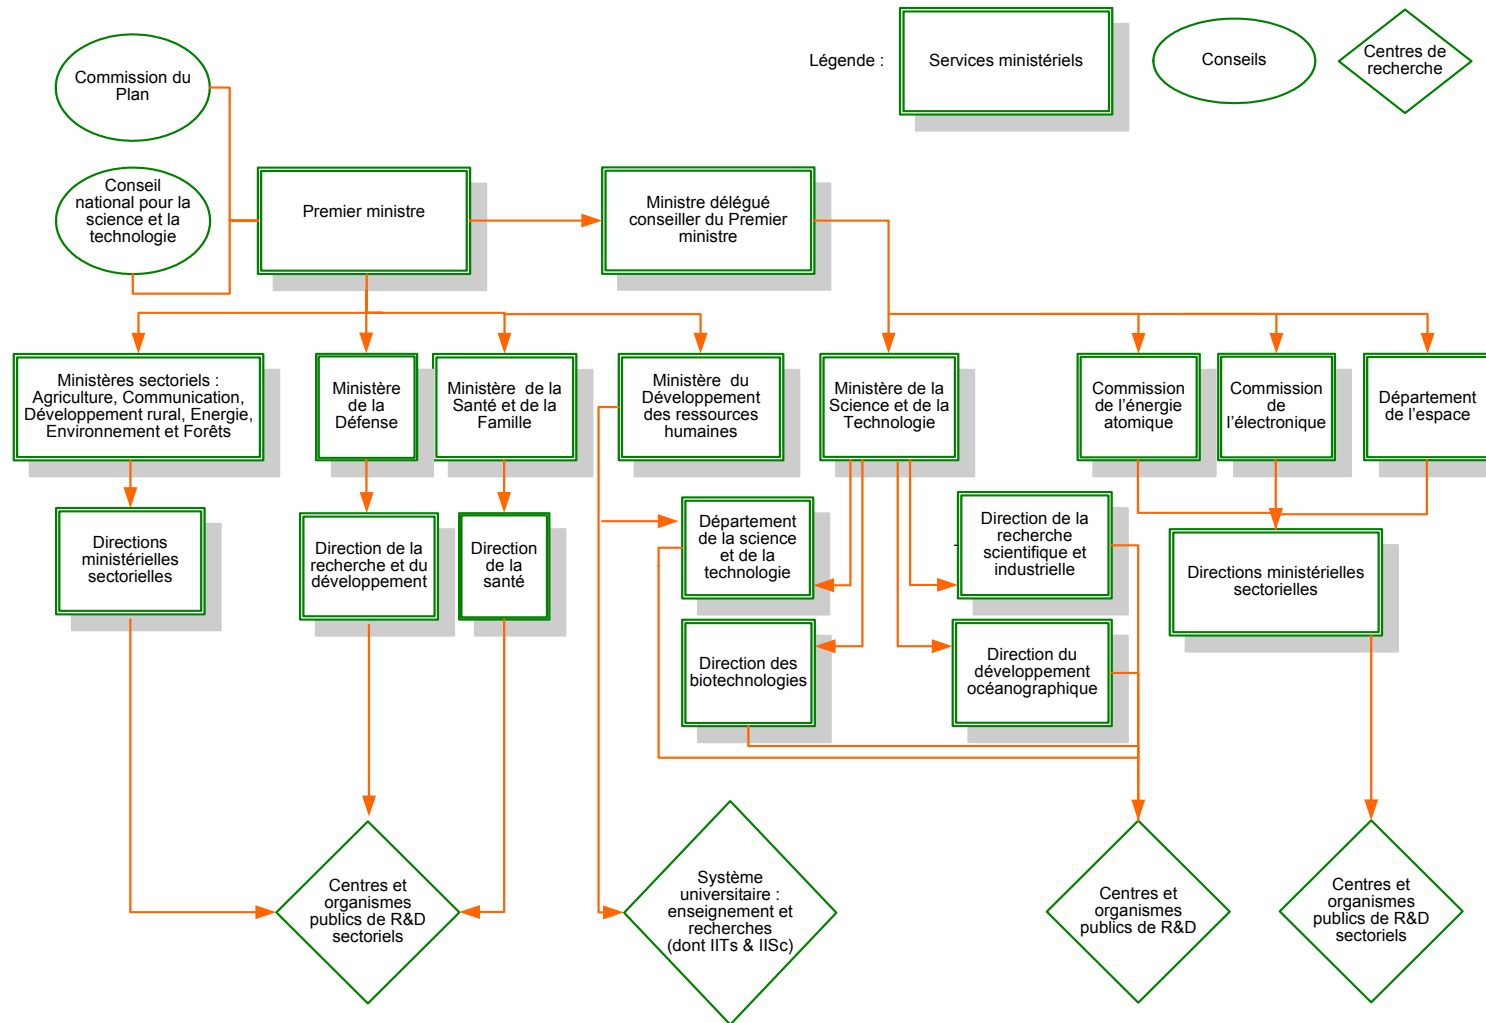 Légende :
Services ministériels
Conseils
Centres de
recherche
Commission du
Plan
Conseil
national pour la
science et la
technologie
Premier ministre
Ministre délégué
conseiller du Premier
ministre
Ministères sectoriels :
Agriculture, Communication,
Développement rural, Energie,
Environnement et Forêts
Ministère
de la
Défense
Ministère de la
Santé et de la
Famille
Ministère du
Développement
des ressources
humaines
Ministère de la
Science et de la
Technologie
Commission
de l’énergie
atomique
Commission
de
l’électronique
Département
de l’espace
Directions
ministérielles
sectorielles
Direction de la
recherche et du
développement
Direction
de la
santé
Département
de la science
et de la
technologie
Direction de la
recherche
scientifique et
industrielle
Directions ministérielles
sectorielles
Direction des
biotechnologies
Direction du
développement
océanographique
Centres et
organismes
publics de R&D
sectoriels
Système
universitaire :
enseignement et
recherches
(dont IITs & IISc)
Centres et
organismes
publics de R&D
Centres et
organismes
publics de R&D
sectoriels